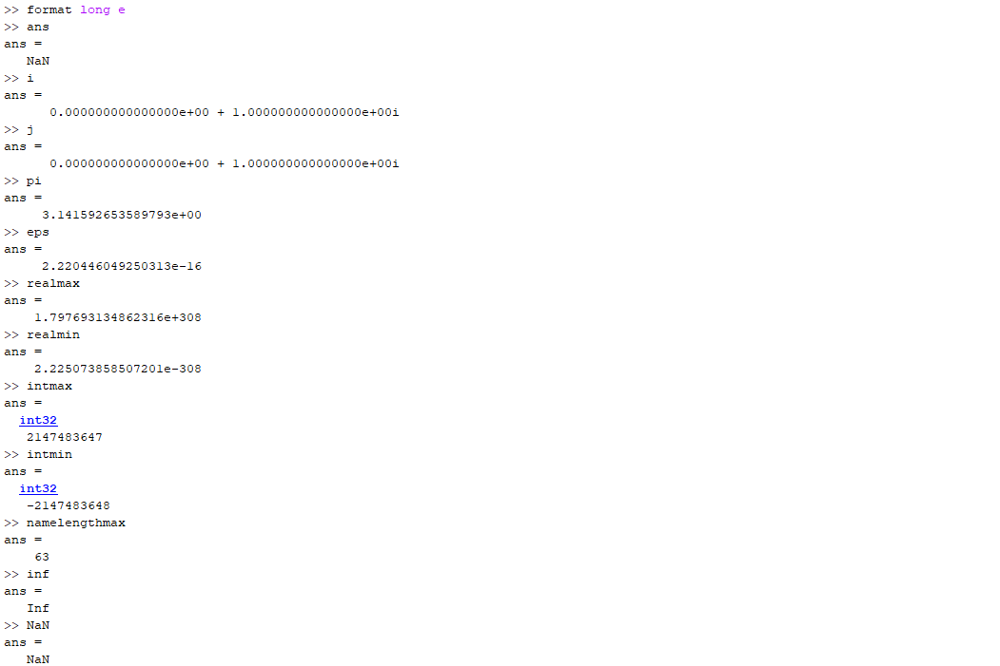 >> format long e
>> ans
ans =
   NaN
>> i
ans =
      0.000000000000000e+00 + 1.000000000000000e+00i
>> j
ans =
      0.000000000000000e+00 + 1.000000000000000e+00i
>> pi
ans =
     3.141592653589793e+00
>> eps
ans =
     2.220446049250313e-16
>> realmax
ans =
    1.797693134862316e+308
>> realmin
ans =
    2.225073858507201e-308
>> intmax
ans =
  int32
   2147483647
>> intmin
ans =
  int32
   -2147483648
>> namelengthmax
ans =
    63
>> inf
ans =
   Inf
>> NaN
ans =
   NaN